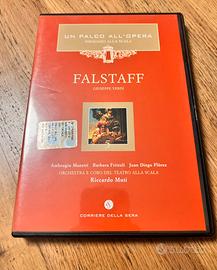 UN PALCO ALL'OPERA
FALSTAFF
GIUSEPPE VERDI
Ambrogio Maestri Barbara Frittoli Juan Diego Flórez
ORCHESTRA E CORO DEL TEATRO ALLA SCALA
Riccardo Muti
CORRIERE DELLA SERA